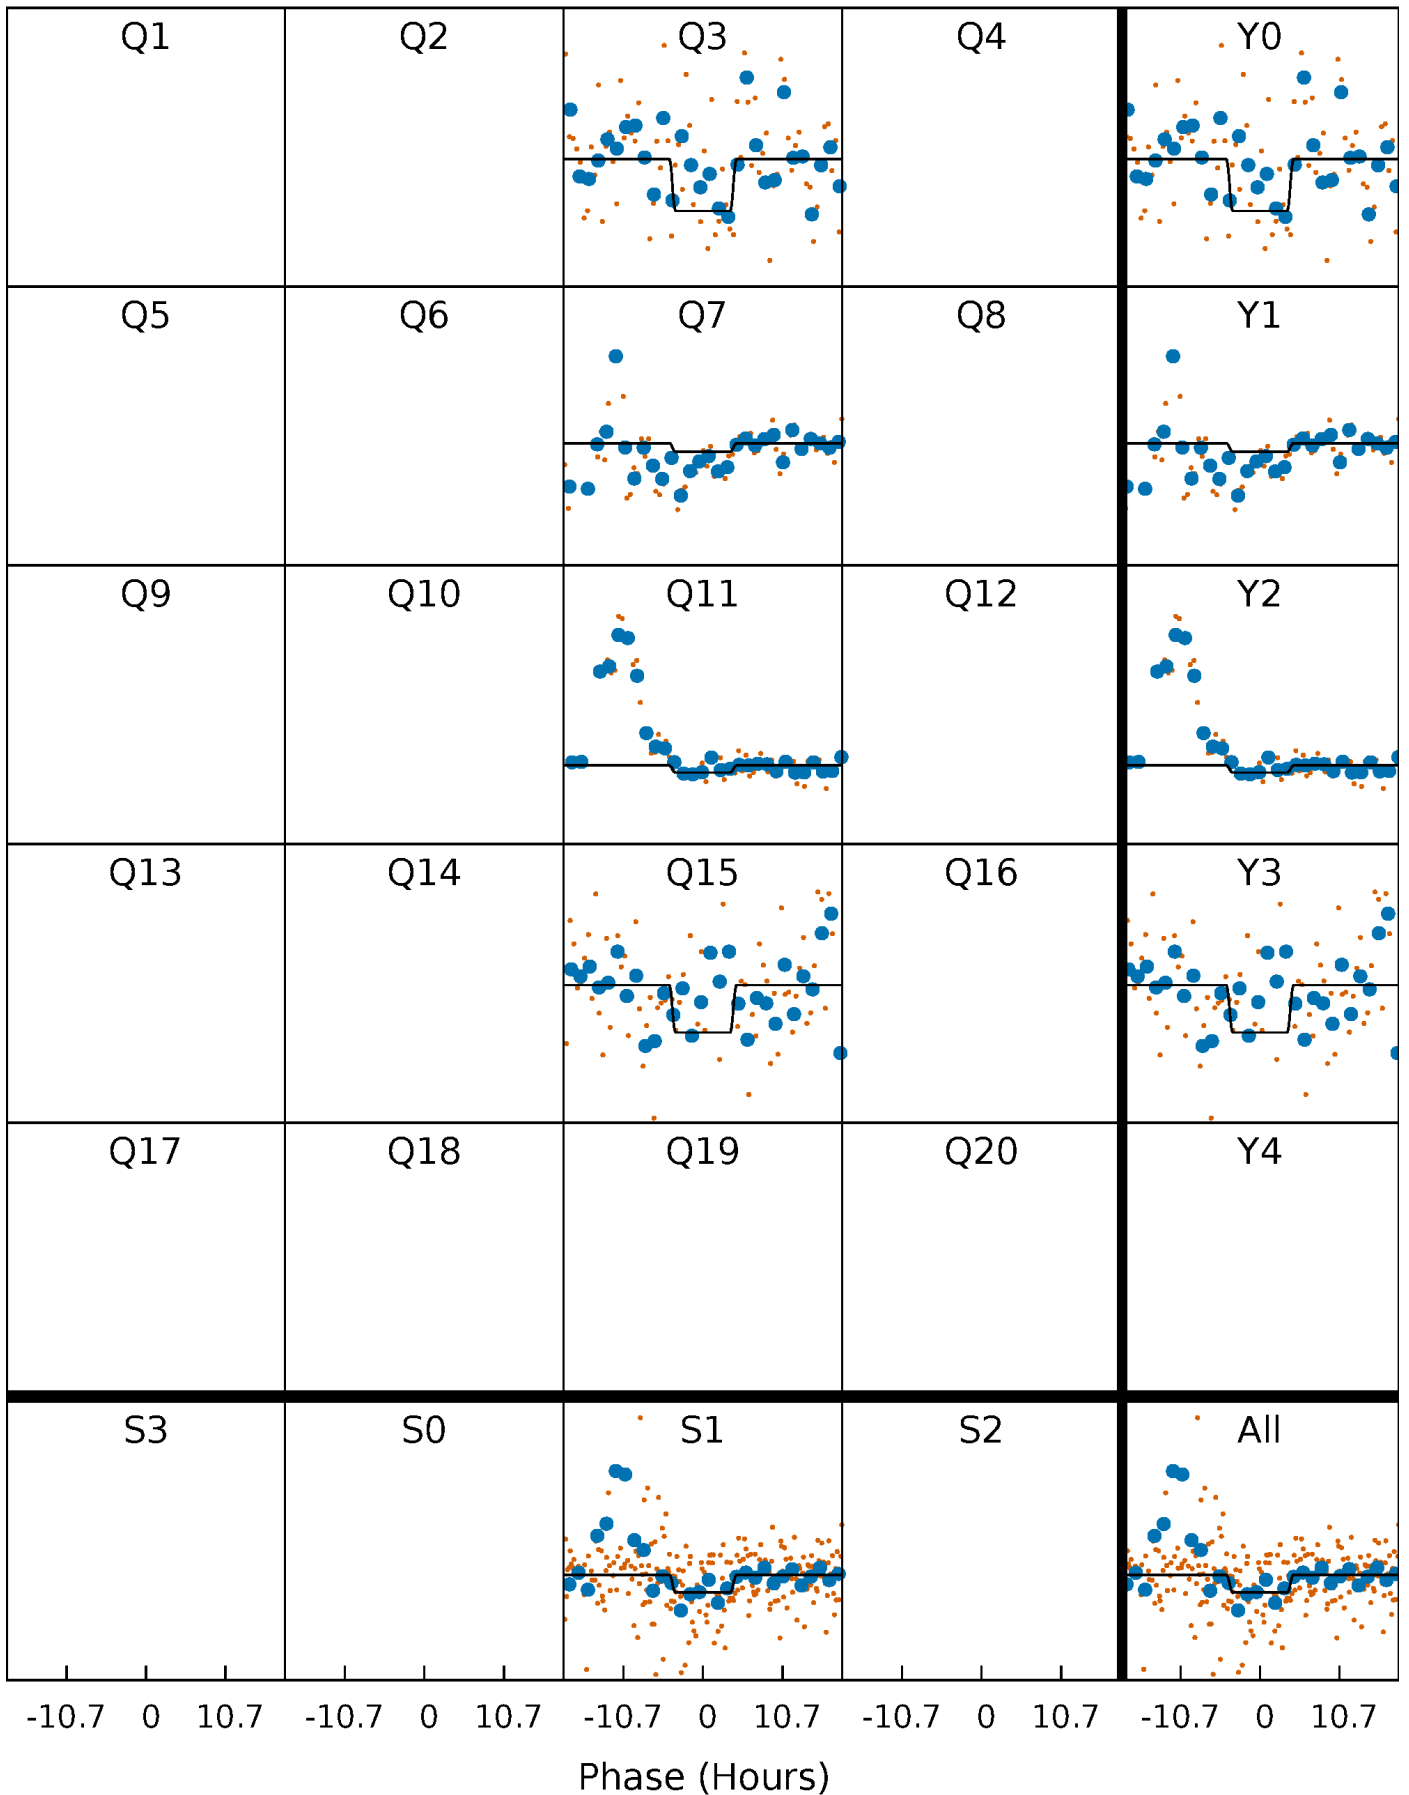 Q1 Q2 Q3 Q4 Y0
Q5 Q6 Q7 Q8 Y1
Q9 Q10 Q11 Q12 Y2
Q13 Q14 Q15 Q16 Y3
Q17 Q18 Q19 Q20 Y4
S3 S0 S1 S2 All
-10.7 0 10.7 -10.7 0 10.7 -10.7 0 10.7 -10.7 0 10.7 -10.7 0 10.7
Phase (Hours)